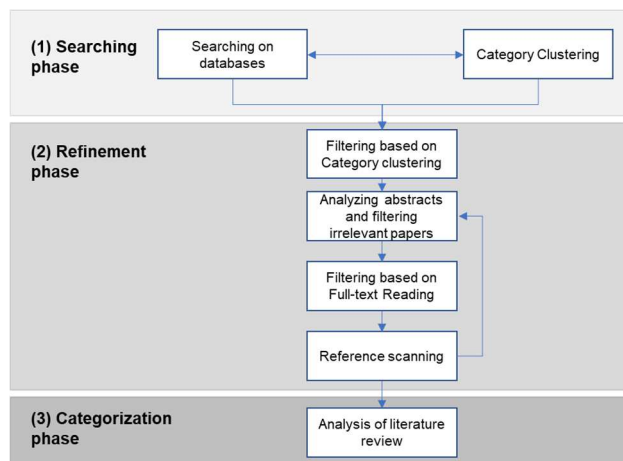 (1) Searching
phase
Searching on
databases
Category Clustering
(2) Refinement
phase
Filtering based on
Category clustering
Analyzing abstracts
and filtering
irrelevant papers
Filtering based on
Full-text Reading
Reference scanning
(3) Categorization
phase
Analysis of literature
review